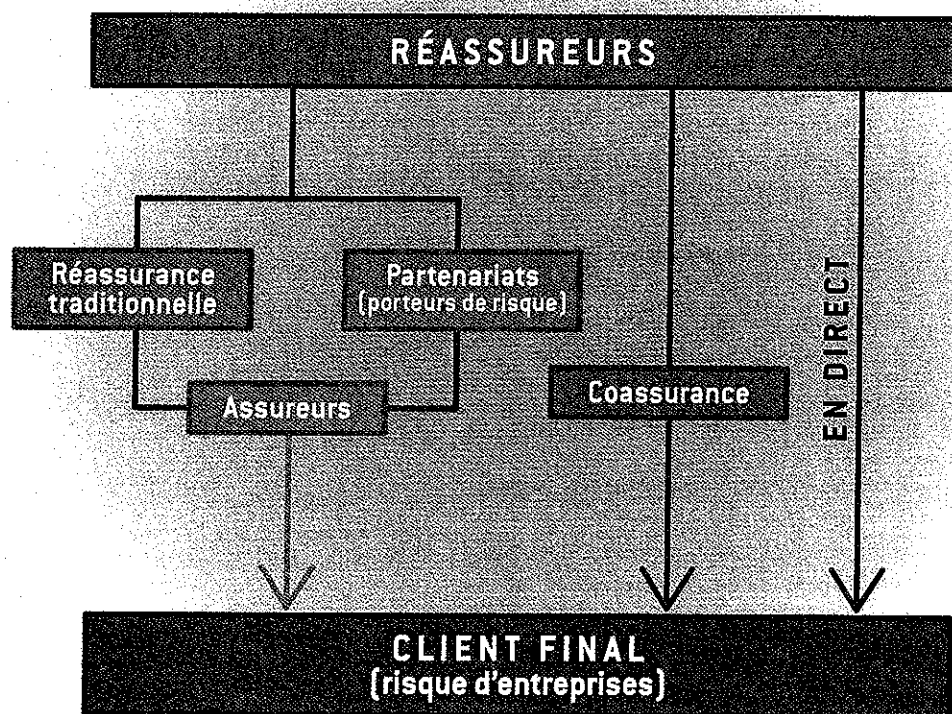 RÉASSUREURS
Réassurance
traditionnelle
Partenariats
(porteurs de risque)
Assureurs
Coassurance
EN DIRECT
CLIENT FINAL
(risque d'entreprises)